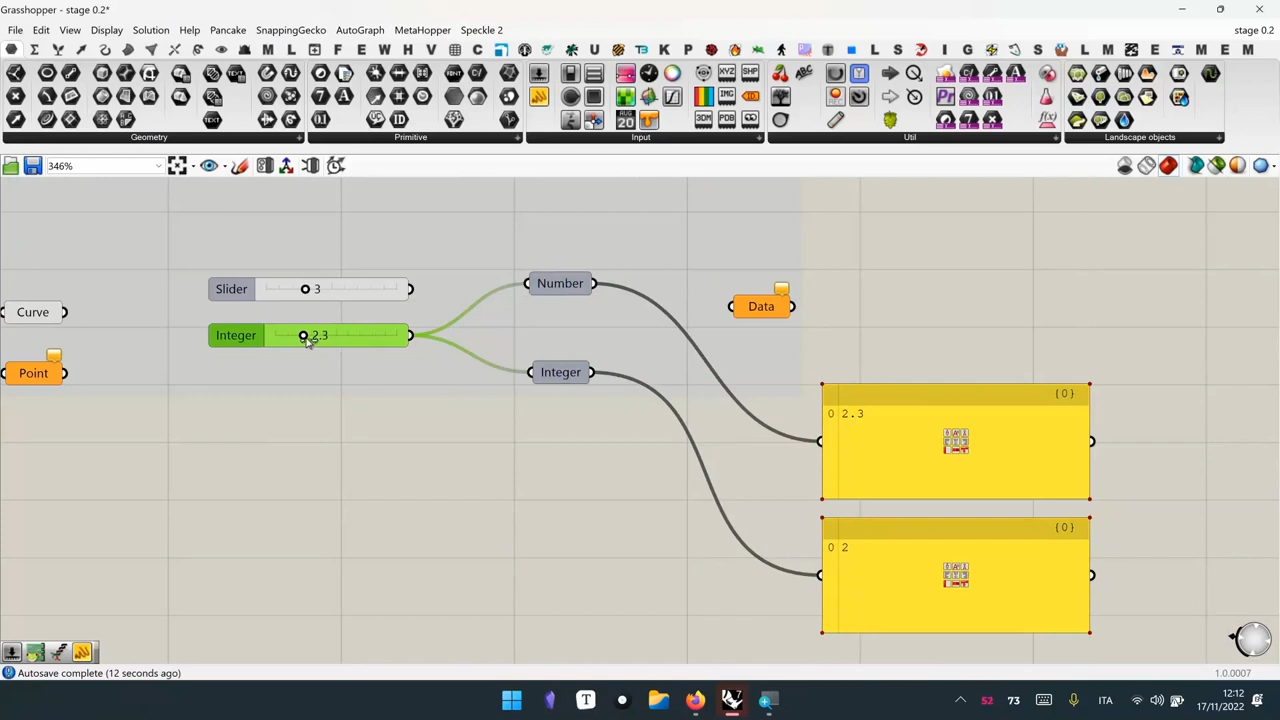 Grasshopper - stage 0.2*
File Edit View Display Solution Help Pancake SnappingGecko AutoGraph MetaHopper Speckle 2
stage 0.2
Geometry
Primitive
Input
Util
Landscape objects
346%
Curve
Point
Slider 3
Integer 2.3
Number
Integer
Data
{0}
0 2.3
{0}
0 2
Autosave complete (12 seconds ago)
1.0.0007
52 73 ITA
12:12
17/11/2022